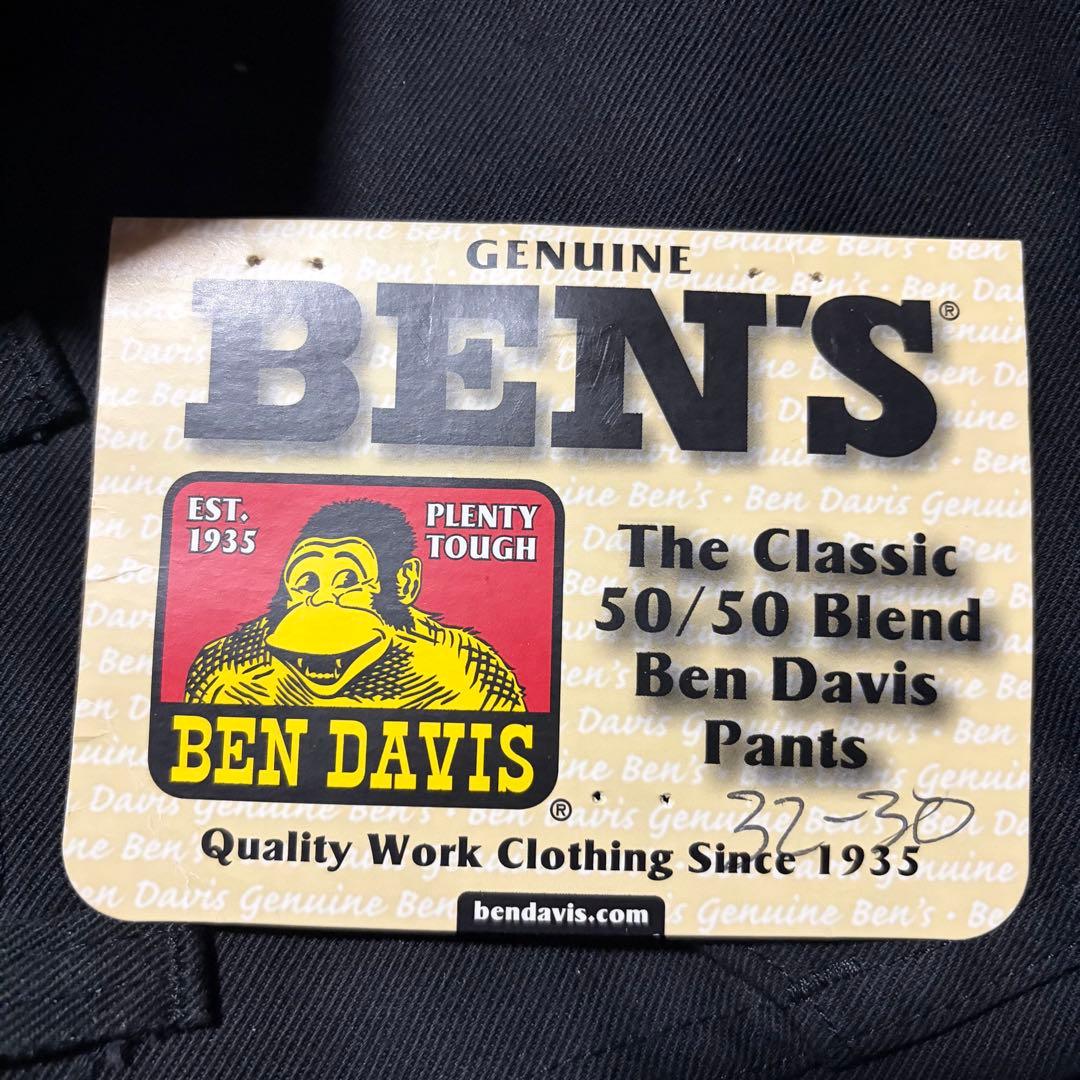 GENUINE
BEN'S®
EST.
1935
PLENTY
TOUGH
BEN DAVIS
®
The Classic
50/50 Blend
Ben Davis
Pants
32-30
Quality Work Clothing Since 1935
bendavis.com